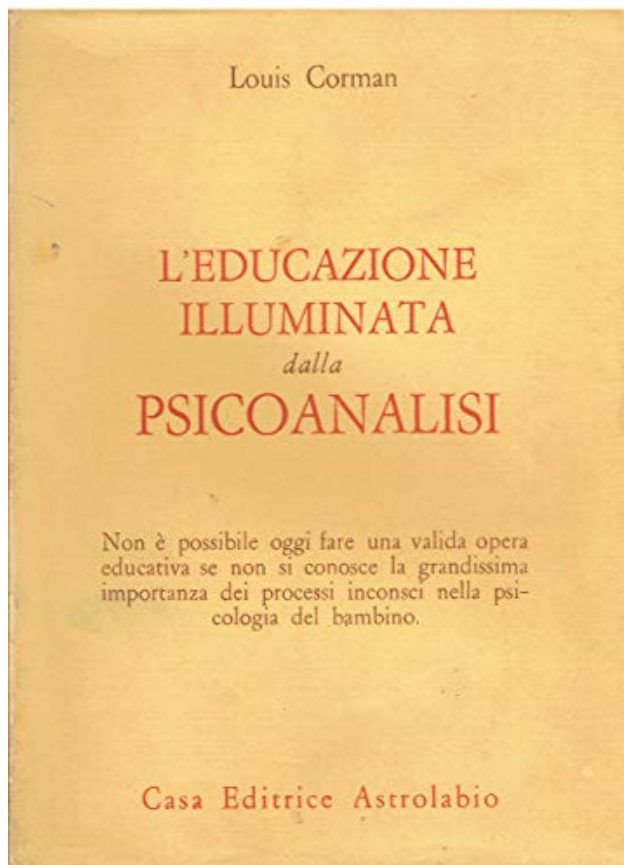 Louis Corman
L'EDUCAZIONE
ILLUMINATA
dalla
PSICOANALISI
Non è possibile oggi fare una valida opera
educativa se non si conosce la grandissima
importanza dei processi inconsci nella psi-
cologia del bambino.
Casa Editrice Astrolabio